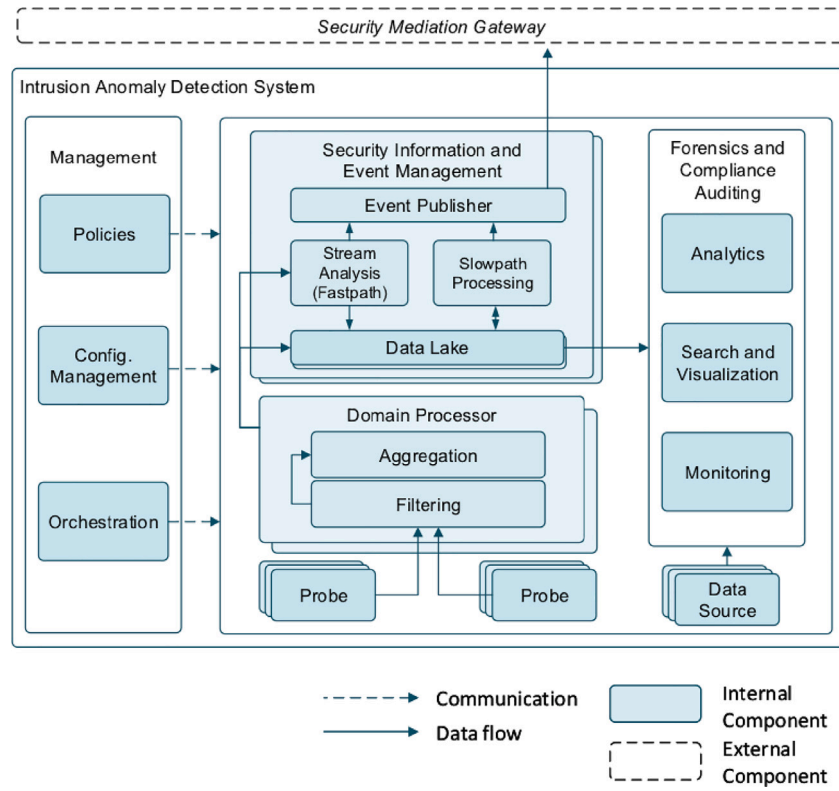 Security Mediation Gateway
Intrusion Anomaly Detection System
Management
Policies
Config.
Management
Orchestration
Security Information and
Event Management
Event Publisher
Stream
Analysis
(Fastpath)
Slowpath
Processing
Data Lake
Domain Processor
Aggregation
Filtering
Probe
Probe
Forensics and
Compliance
Auditing
Analytics
Search and
Visualization
Monitoring
Data
Source
Communication
Data flow
Internal
Component
External
Component